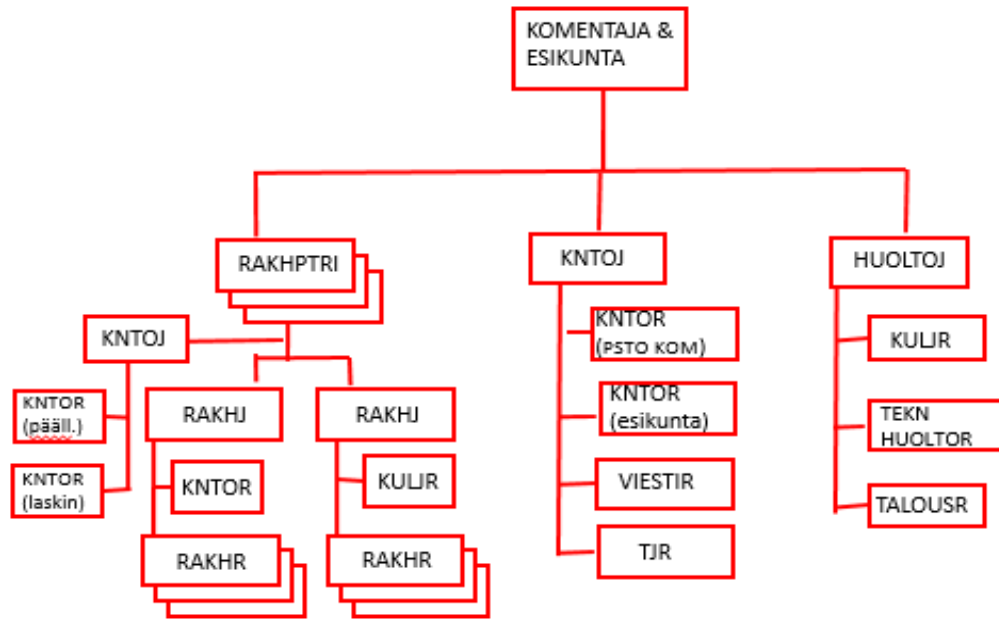 KOMENTAJA &
ESIKUNTA
RAKHPTRI
KNTOJ
HUOLTOJ
KNTOJ
KNTOR
(pääll.)
KNTOR
(laskin)
RAKHJ
KNTOR
RAKHR
RAKHJ
KULJR
RAKHR
KNTOR
(PSTO KOM)
KNTOR
(esikunta)
VIESTIR
TJR
KULJR
TEKN
HUOLTOR
TALOUSR